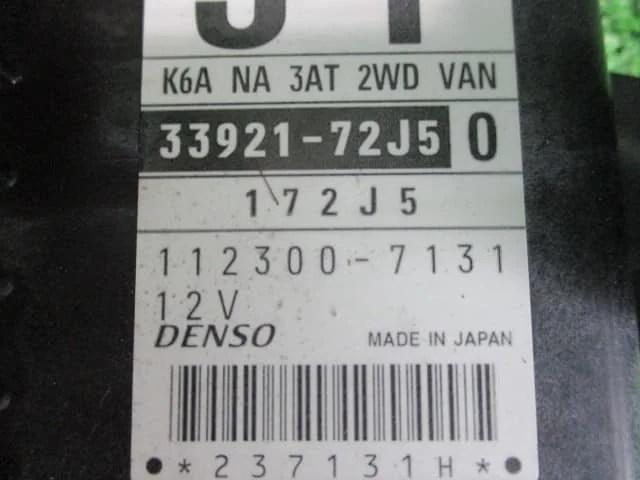 K6A NA 3AT 2WD VAN
33921-72J5 0
172J5
112300-7131
12V
DENSO MADE IN JAPAN
*237131H*